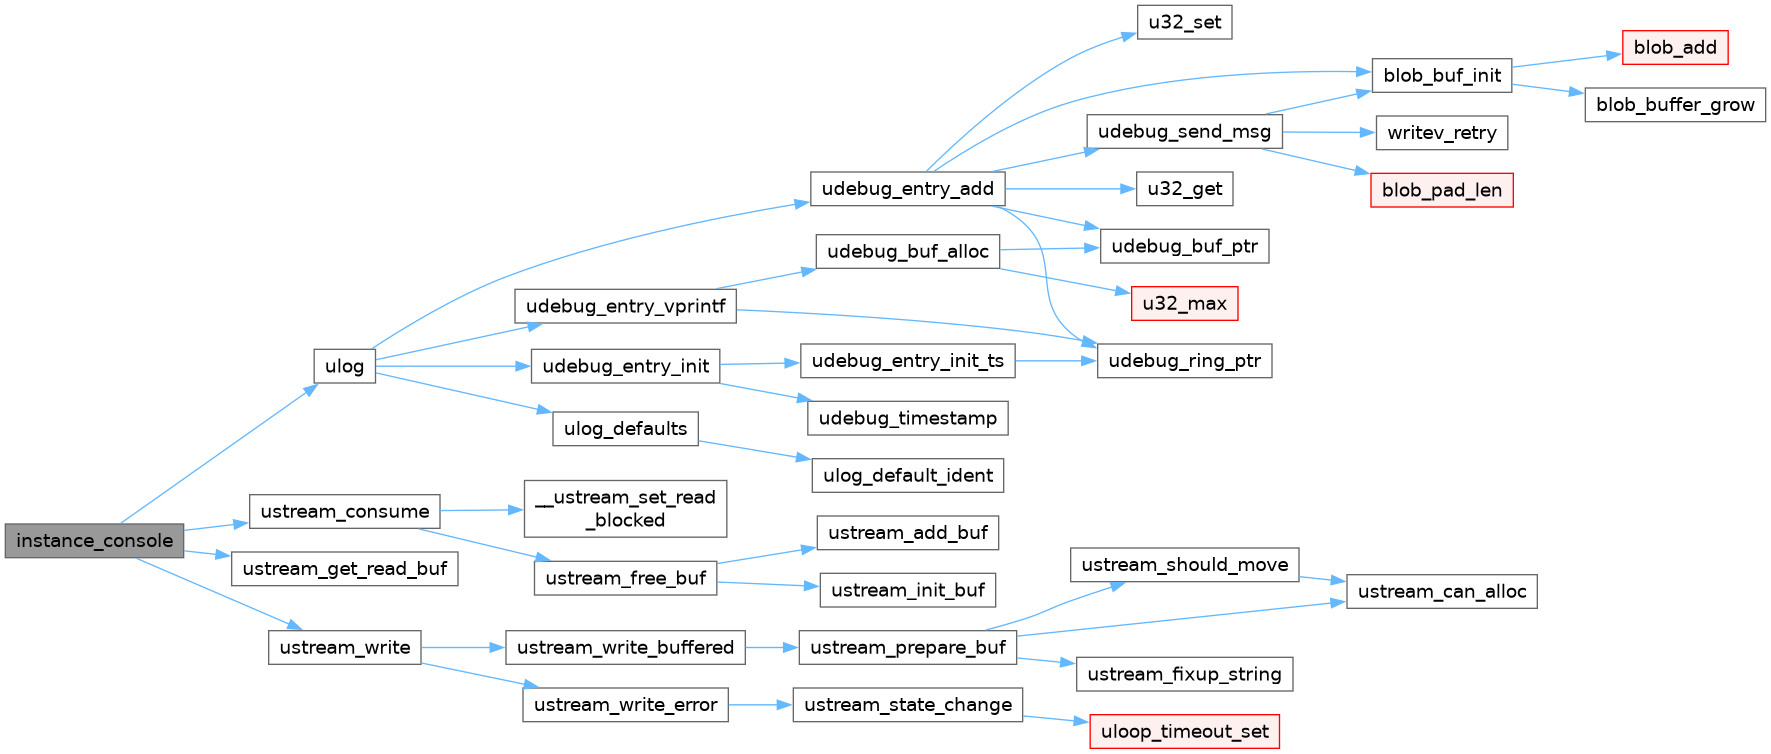 u32_set
blob_add
blob_buf_init
blob_buffer_grow
udebug_send_msg
writev_retry
udebug_entry_add
u32_get
blob_pad_len
udebug_buf_alloc
udebug_buf_ptr
udebug_entry_vprintf
u32_max
ulog
udebug_entry_init
udebug_entry_init_ts
udebug_ring_ptr
udebug_timestamp
ulog_defaults
ulog_default_ident
ustream_consume
__ustream_set_read
_blocked
instance_console
ustream_add_buf
ustream_get_read_buf
ustream_free_buf
ustream_init_buf
ustream_should_move
ustream_can_alloc
ustream_write
ustream_write_buffered
ustream_prepare_buf
ustream_fixup_string
ustream_write_error
ustream_state_change
uloop_timeout_set